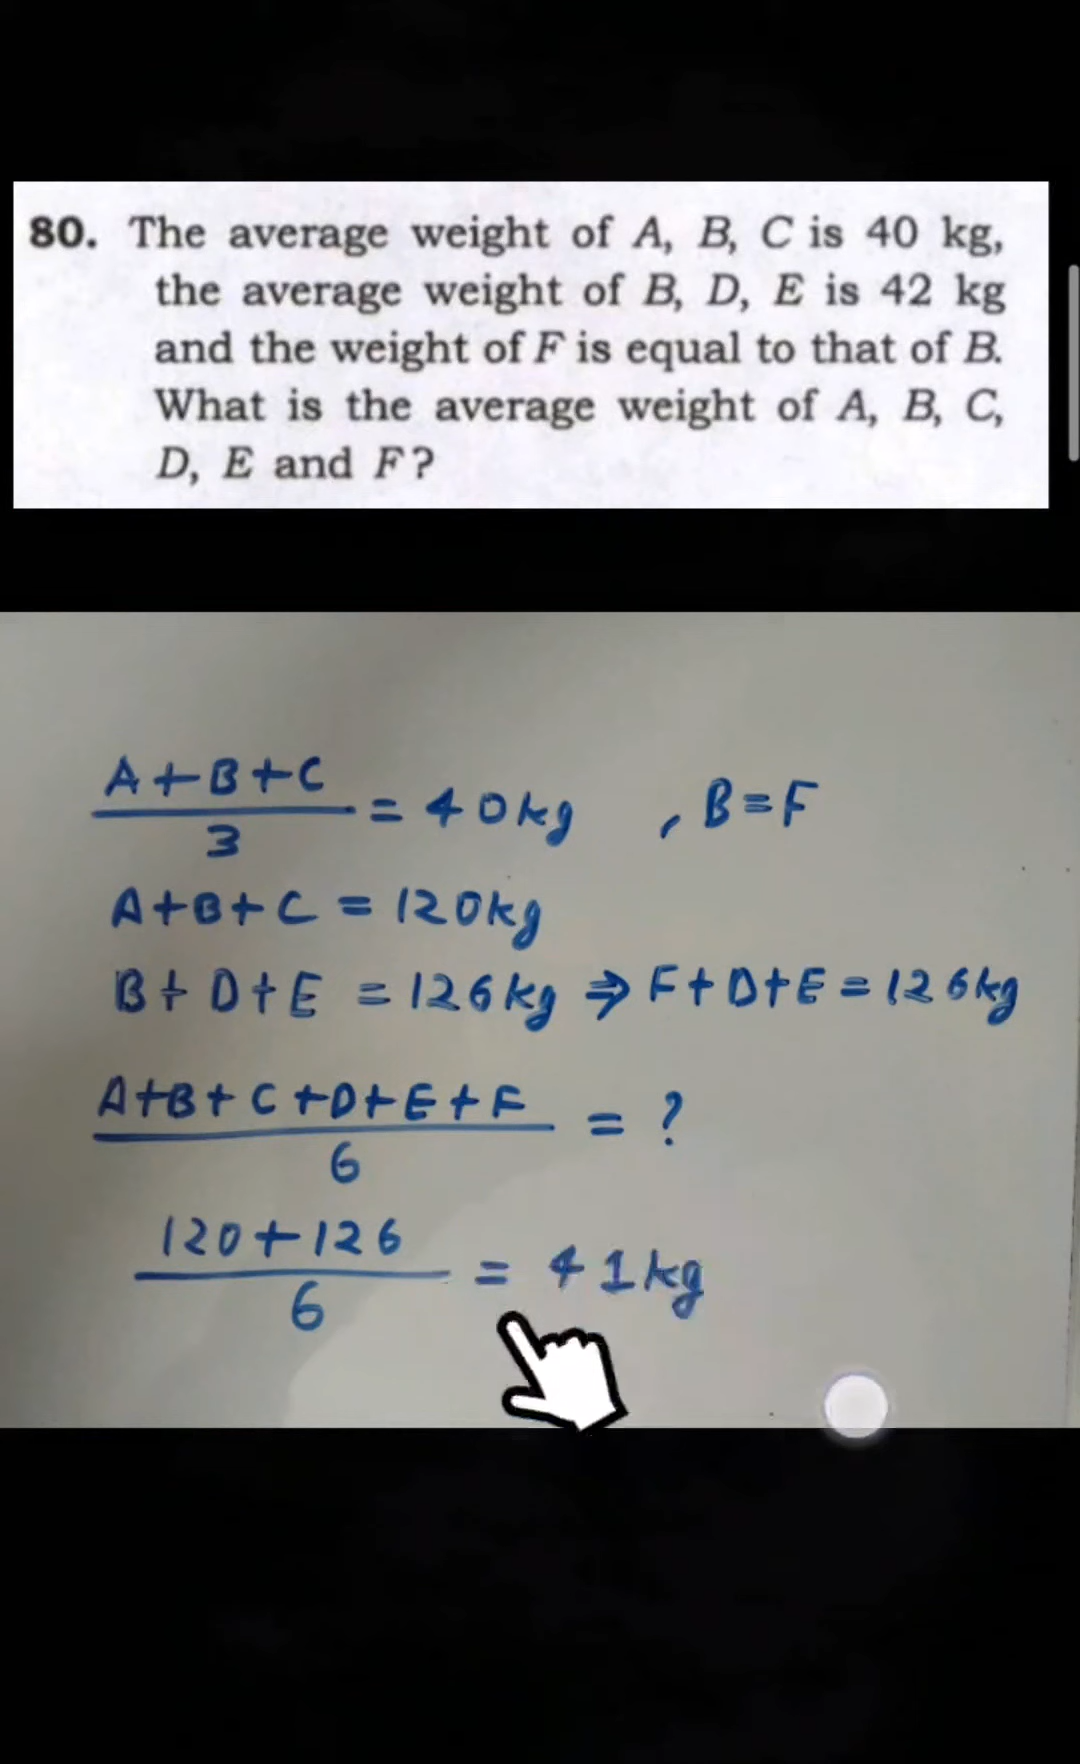 80. The average weight of A, B, C is 40 kg,
the average weight of B, D, E is 42 kg
and the weight of F is equal to that of B.
What is the average weight of A, B, C,
D, E and F?
A+B+C
3
= 40kg , B=F
A+B+C = 120kg
B+D+E = 126kg ⇒ F+D+E = 126kg
A+B+C+D+E+F
6
= ?
120+126
6
= 41kg